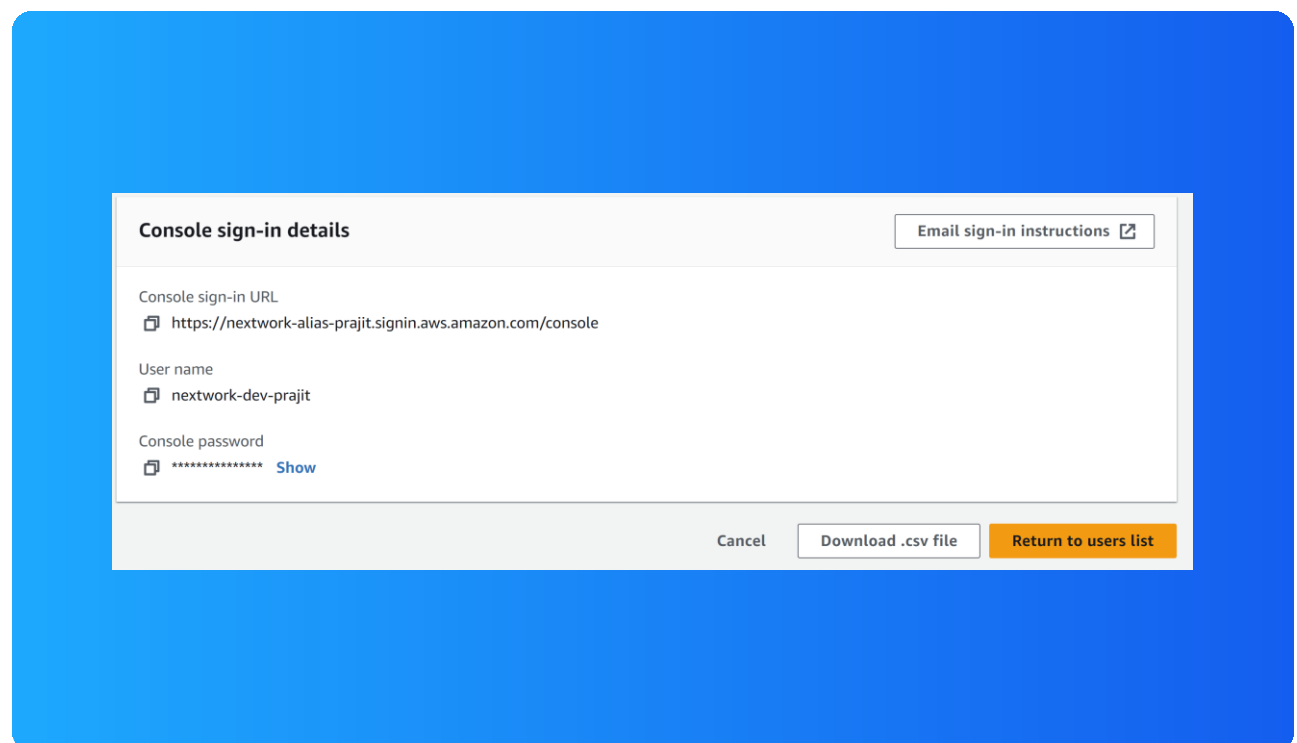 Console sign-in details
Email sign-in instructions
Console sign-in URL
https://nextwork-alias-prajit.signin.aws.amazon.com/console
User name
nextwork-dev-prajit
Console password
*************** Show
Cancel
Download .csv file
Return to users list